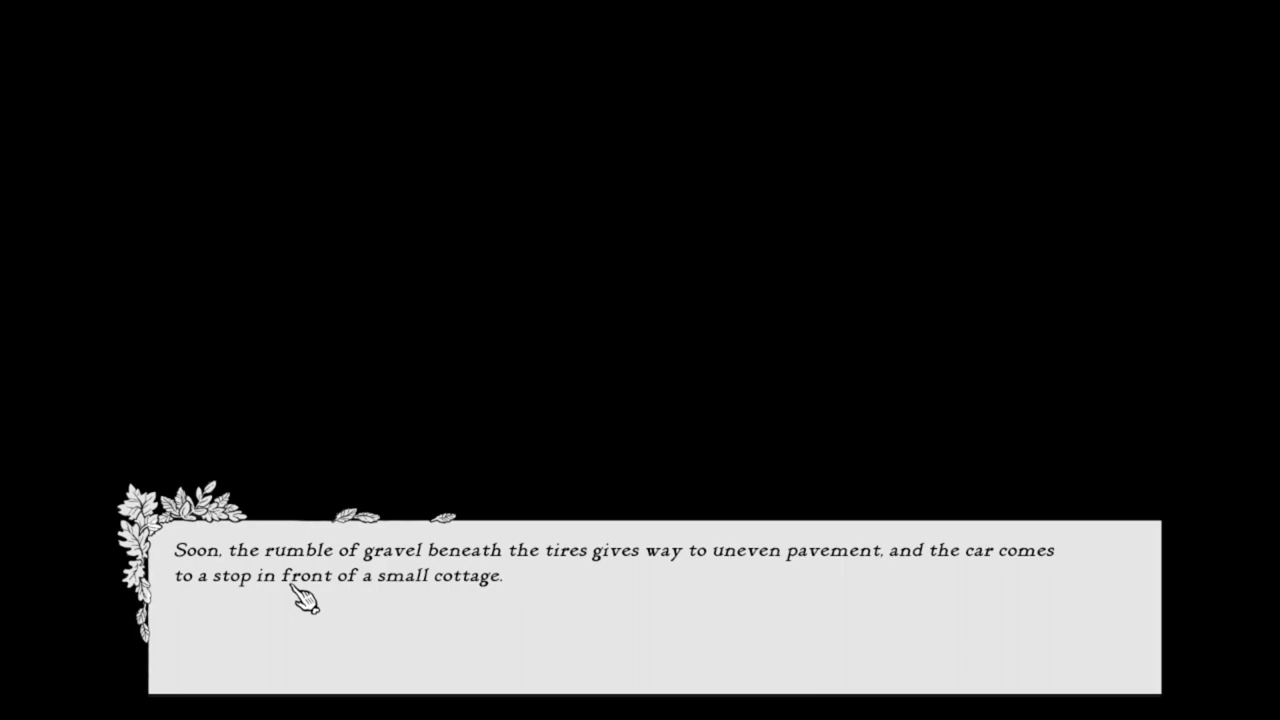 Soon, the rumble of gravel beneath the tires gives way to uneven pavement, and the car comes
to a stop in front of a small cottage.